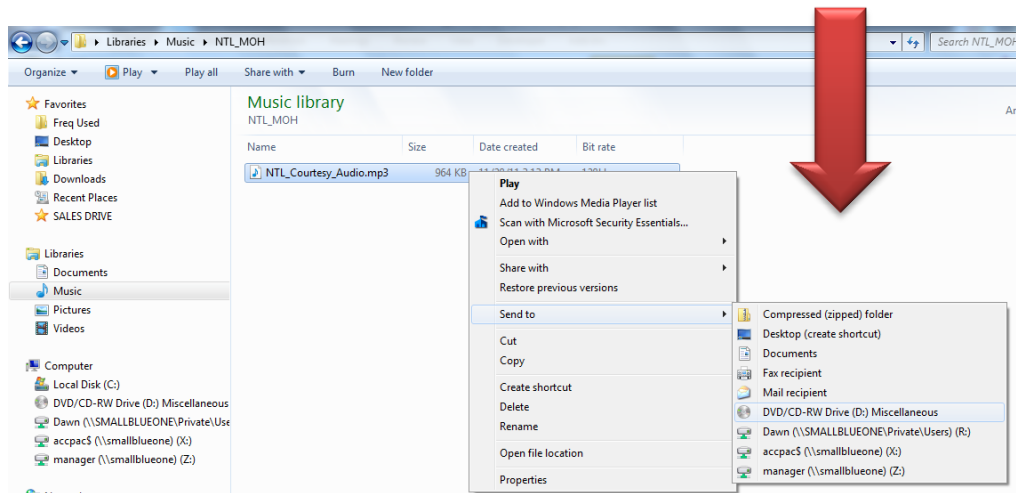 Libraries ▸ Music ▸ NTL_MOH
Search NTL_MOH
Organize Play Play all Share with Burn New folder
Favorites
Freq Used
Desktop
Libraries
Downloads
Recent Places
SALES DRIVE
Libraries
Documents
Music
Pictures
Videos
Computer
Local Disk (C:)
DVD/CD-RW Drive (D:) Miscellaneous
Dawn (\\SMALLBLUEONE\Private\Use
accpac$ (\\smallblueone) (X:)
manager (\\smallblueone) (Z:)
Music library
NTL_MOH
Ar
Name Size Date created Bit rate
NTL_Courtesy_Audio.mp3 964 KB
Play
Add to Windows Media Player list
Scan with Microsoft Security Essentials...
Open with
Share with
Restore previous versions
Send to
Cut
Copy
Create shortcut
Delete
Rename
Open file location
Properties
Compressed (zipped) folder
Desktop (create shortcut)
Documents
Fax recipient
Mail recipient
DVD/CD-RW Drive (D:) Miscellaneous
Dawn (\\SMALLBLUEONE\Private\Users) (R:)
accpac$ (\\smallblueone) (X:)
manager (\\smallblueone) (Z:)